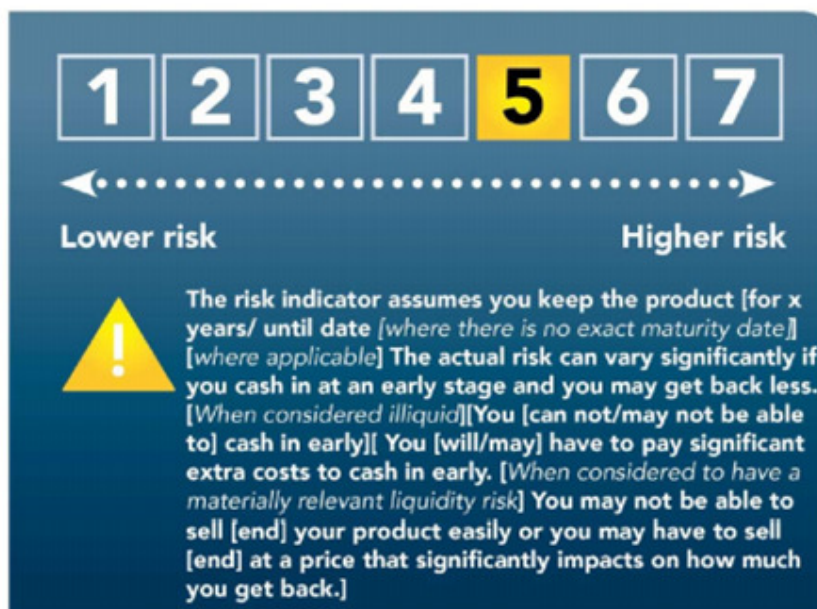 1 2 3 4 5 6 7
Lower risk Higher risk
!
The risk indicator assumes you keep the product [for x
years/ until date [where there is no exact maturity date]]
[where applicable] The actual risk can vary significantly if
you cash in at an early stage and you may get back less.
[When considered illiquid][You [can not/may not be able
to] cash in early][ You [will/may] have to pay significant
extra costs to cash in early. [When considered to have a
materially relevant liquidity risk] You may not be able to
sell [end] your product easily or you may have to sell
[end] at a price that significantly impacts on how much
you get back.]